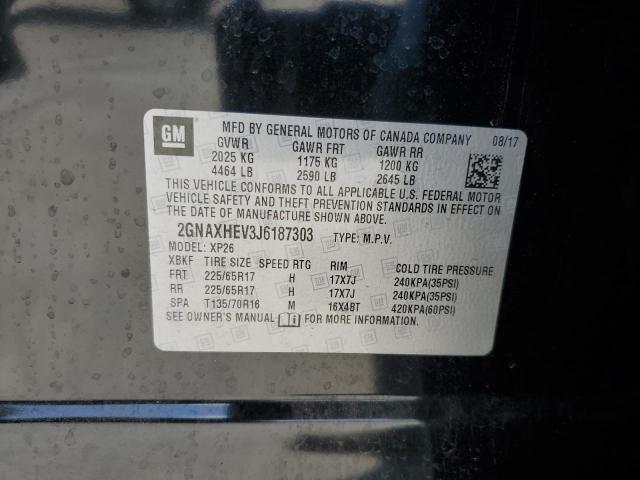 GM MFD BY GENERAL MOTORS OF CANADA COMPANY 08/17
GVWR GAWR FRT GAWR RR
2025 KG 1175 KG 1200 KG
4464 LB 2590 LB 2645 LB
THIS VEHICLE CONFORMS TO ALL APPLICABLE U.S. FEDERAL MOTOR
VEHICLE SAFETY AND THEFT PREVENTION STANDARDS IN EFFECT ON
THE DATE OF MANUFACTURE SHOWN ABOVE.
2GNAXHEV3J6187303 TYPE: M.P.V.
MODEL: XP26
XBKF TIRE SIZE SPEED RTG RIM COLD TIRE PRESSURE
FRT 225/65R17 H 17X7J 240KPA(35PSI)
RR 225/65R17 H 17X7J 240KPA(35PSI)
SPA T135/70R16 M 16X4BT 420KPA(60PSI)
SEE OWNER'S MANUAL FOR MORE INFORMATION.